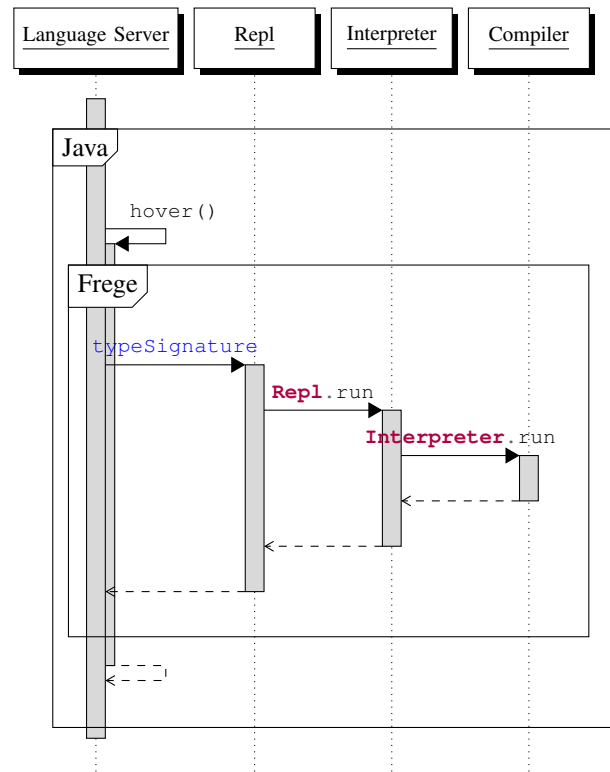 Language Server
Repl
Interpreter
Compiler
Java
hover()
Frege
typeSignature
Repl.run
Interpreter.run